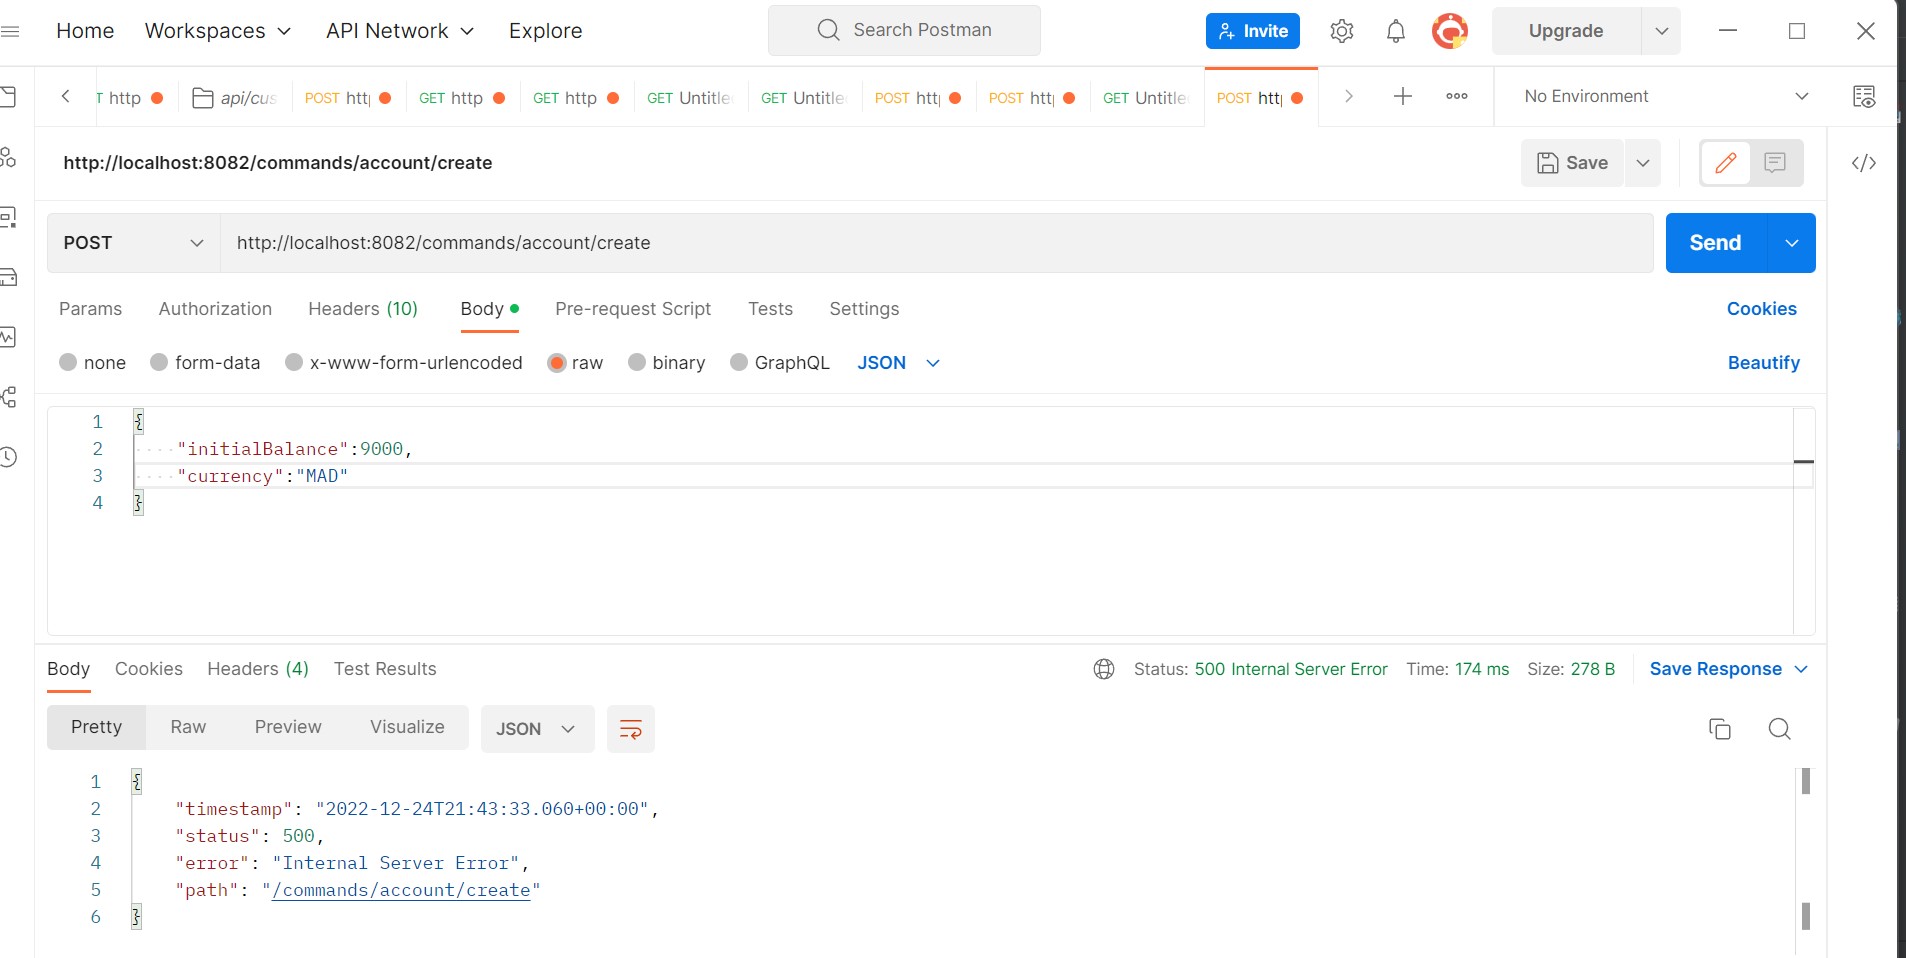 Home Workspaces API Network Explore Search Postman Invite Upgrade
T http api/cus POST htt GET http GET http GET Untitle GET Untitle POST htt POST htt GET Untitle POST htt No Environment
http://localhost:8082/commands/account/create Save </>
POST http://localhost:8082/commands/account/create Send
Params Authorization Headers (10) Body Pre-request Script Tests Settings Cookies
none form-data x-www-form-urlencoded raw binary GraphQL JSON Beautify
1 {
2 "initialBalance":9000,
3 "currency":"MAD"
4 }
Body Cookies Headers (4) Test Results Status: 500 Internal Server Error Time: 174 ms Size: 278 B Save Response
Pretty Raw Preview Visualize JSON
1 {
2 "timestamp": "2022-12-24T21:43:33.060+00:00",
3 "status": 500,
4 "error": "Internal Server Error",
5 "path": "/commands/account/create"
6 }